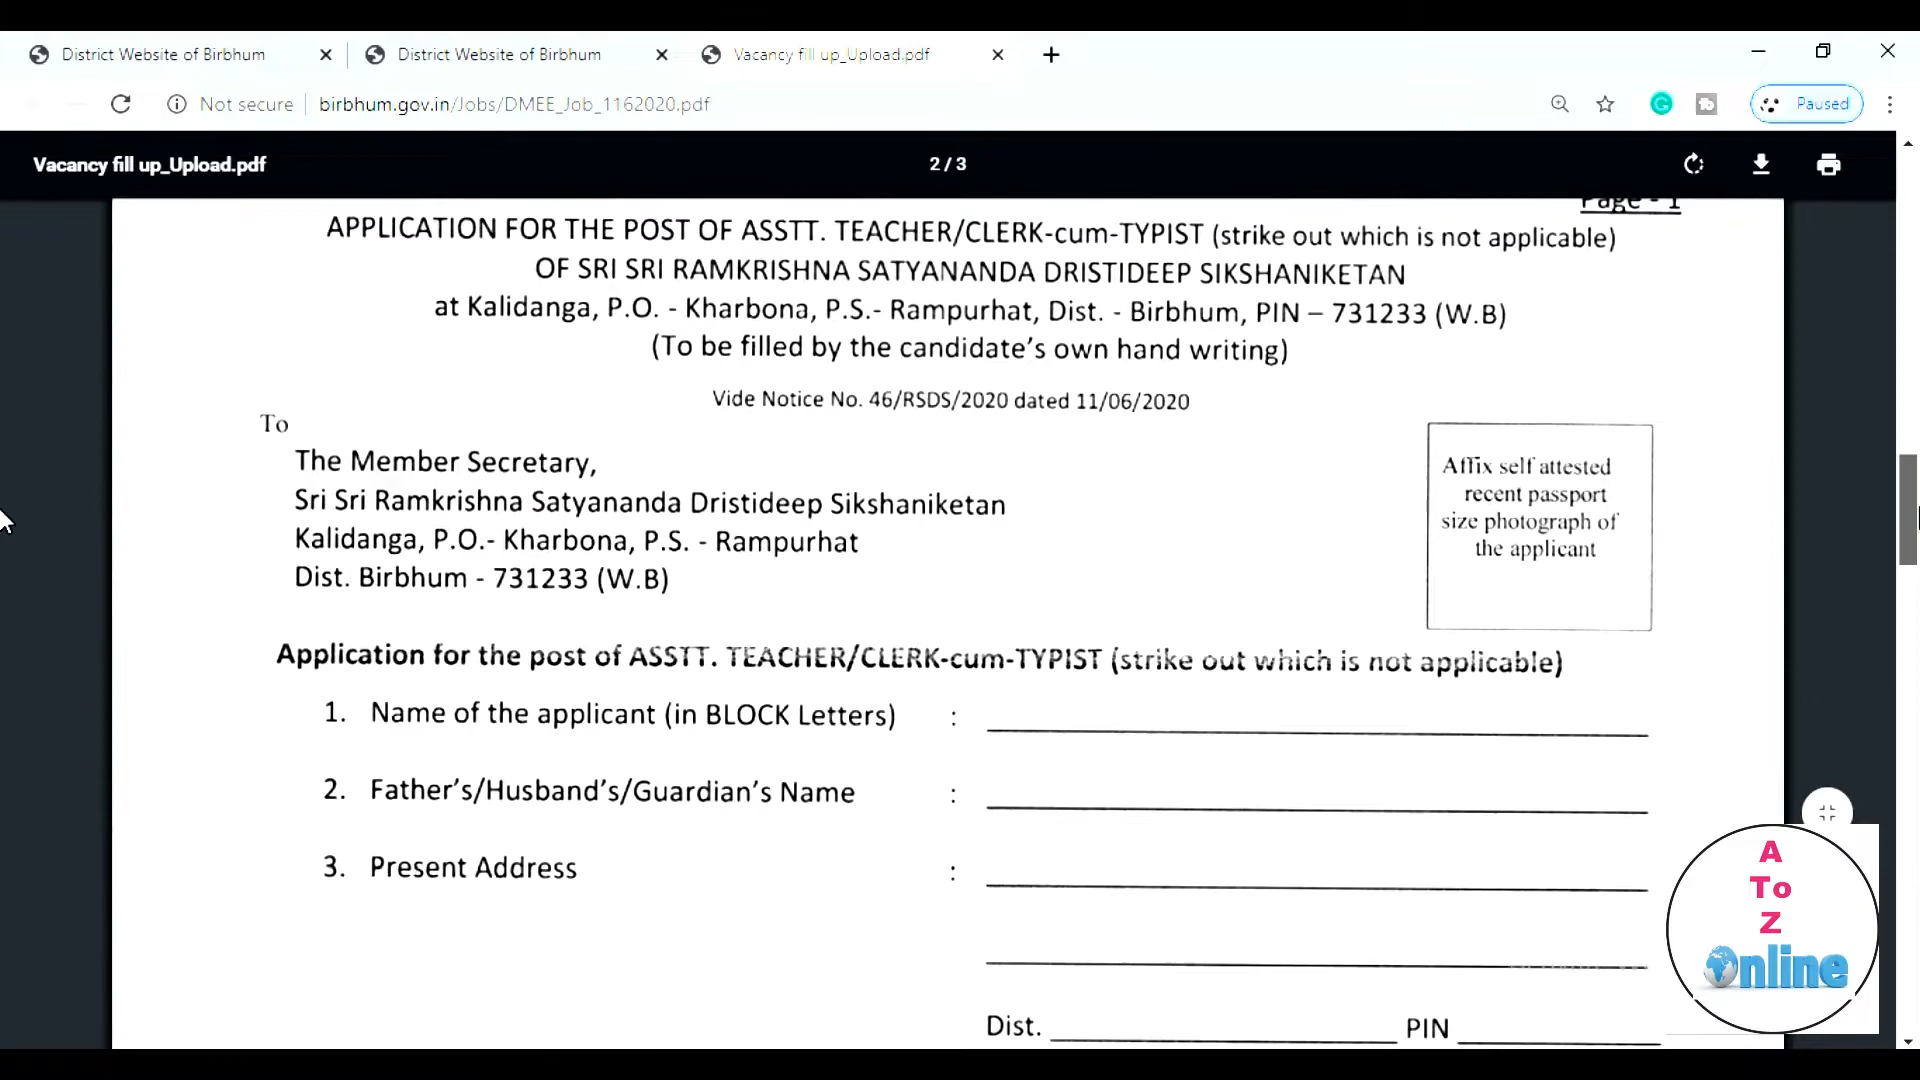 District Website of Birbhum
District Website of Birbhum
Vacancy fill up_Upload.pdf
Not secure
birbhum.gov.in/Jobs/DMEE_Job_1162020.pdf
Paused
Vacancy fill up_Upload.pdf
2 / 3
Page - 1
APPLICATION FOR THE POST OF ASSTT. TEACHER/CLERK-cum-TYPIST (strike out which is not applicable)
OF SRI SRI RAMKRISHNA SATYANANDA DRISTIDEEP SIKSHANIKETAN
at Kalidanga, P.O. - Kharbona, P.S.- Rampurhat, Dist. - Birbhum, PIN – 731233 (W.B)
(To be filled by the candidate’s own hand writing)
Vide Notice No. 46/RSDS/2020 dated 11/06/2020
To
The Member Secretary,
Sri Sri Ramkrishna Satyananda Dristideep Sikshaniketan
Kalidanga, P.O.- Kharbona, P.S. - Rampurhat
Dist. Birbhum - 731233 (W.B)
Affix self attested
recent passport
size photograph of
the applicant
Application for the post of ASSTT. TEACHER/CLERK-cum-TYPIST (strike out which is not applicable)
1. Name of the applicant (in BLOCK Letters) :
2. Father’s/Husband’s/Guardian’s Name :
3. Present Address :
Dist. PIN
A
To
Z
Online